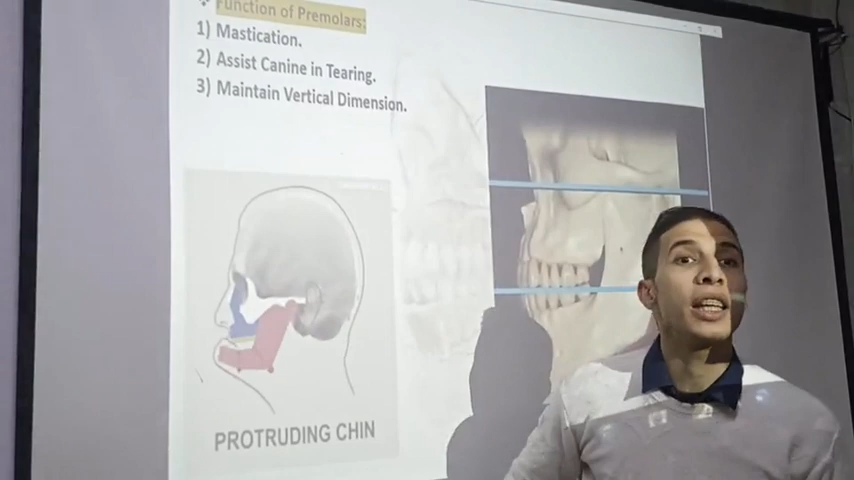 Function of Premolars:
1) Mastication.
2) Assist Canine in Tearing.
3) Maintain Vertical Dimension.
PROTRUDING CHIN